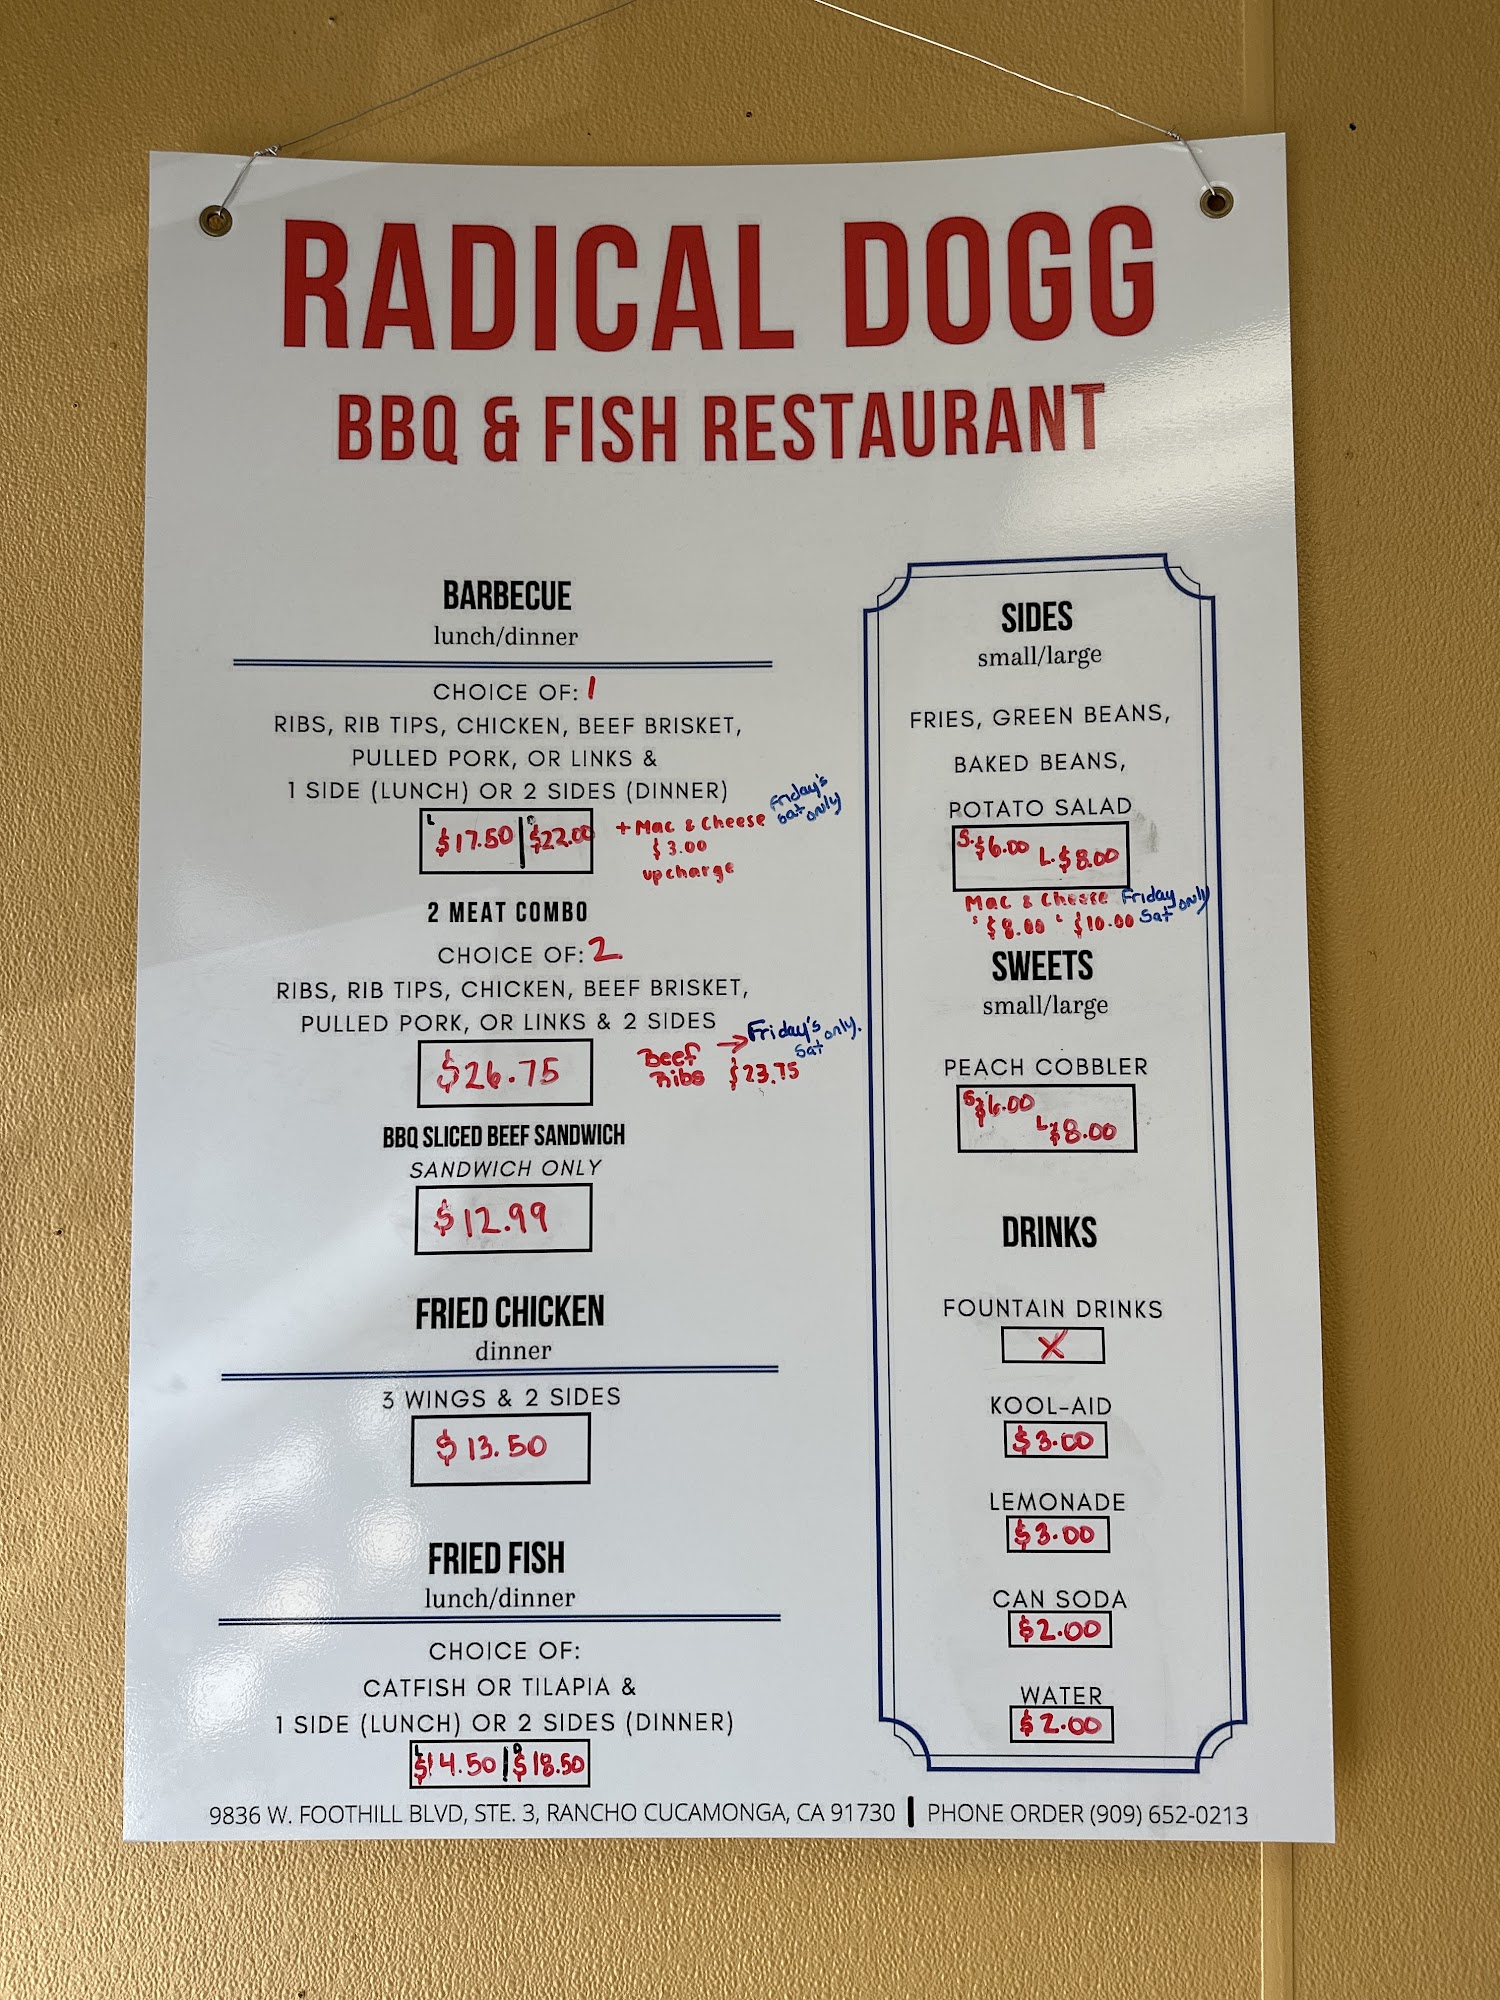 RADICAL DOGG
BBQ & FISH RESTAURANT
BARBECUE
lunch/dinner
CHOICE OF: 1
RIBS, RIB TIPS, CHICKEN, BEEF BRISKET,
PULLED PORK, OR LINKS &
1 SIDE (LUNCH) OR 2 SIDES (DINNER)
L $17.50 | D $22.00
+ Mac & Cheese Friday's Sat only
$3.00
upcharge
2 MEAT COMBO
CHOICE OF: 2
RIBS, RIB TIPS, CHICKEN, BEEF BRISKET,
PULLED PORK, OR LINKS & 2 SIDES
$26.75
Beef → Friday's Sat only.
Ribs $23.75
BBQ SLICED BEEF SANDWICH
SANDWICH ONLY
$12.99
FRIED CHICKEN
dinner
3 WINGS & 2 SIDES
$13.50
FRIED FISH
lunch/dinner
CHOICE OF:
CATFISH OR TILAPIA &
1 SIDE (LUNCH) OR 2 SIDES (DINNER)
L $14.50 | D $18.50
SIDES
small/large
FRIES, GREEN BEANS,
BAKED BEANS,
POTATO SALAD
S. $6.00 L. $8.00
Mac & Cheese Friday only
S $8.00 L $10.00 Sat
SWEETS
small/large
PEACH COBBLER
S $6.00
L $8.00
DRINKS
FOUNTAIN DRINKS
X
KOOL-AID
$3.00
LEMONADE
$3.00
CAN SODA
$2.00
WATER
$2.00
9836 W. FOOTHILL BLVD, STE. 3, RANCHO CUCAMONGA, CA 91730 | PHONE ORDER (909) 652-0213